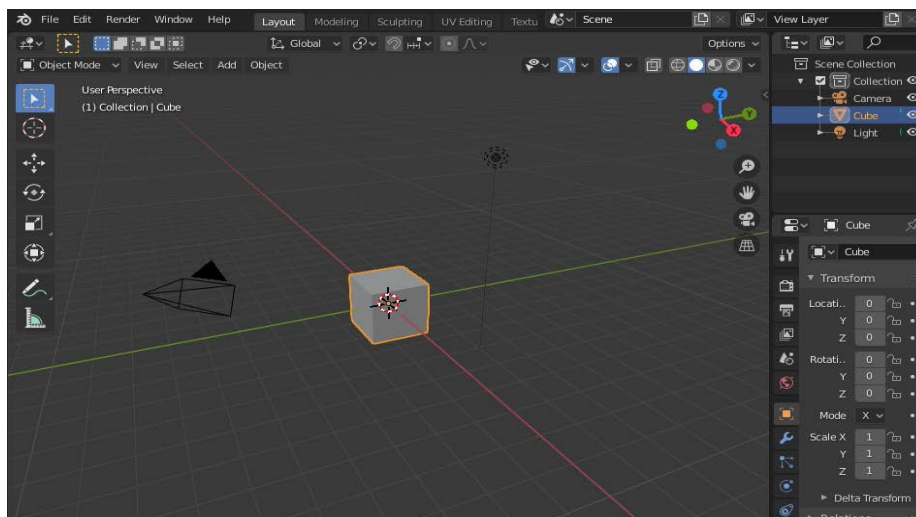 File Edit Render Window Help Layout Modeling Sculpting UV Editing Textu Scene View Layer
Global Options
Object Mode View Select Add Object
User Perspective
(1) Collection | Cube
Z
Y
X
Scene Collection
Collection
Camera
Cube
Light
Cube
Cube
Transform
Locati.. 0
Y 0
Z 0
Rotati.. 0
Y 0
Z 0
Mode X
Scale X 1
Y 1
Z 1
Delta Transform